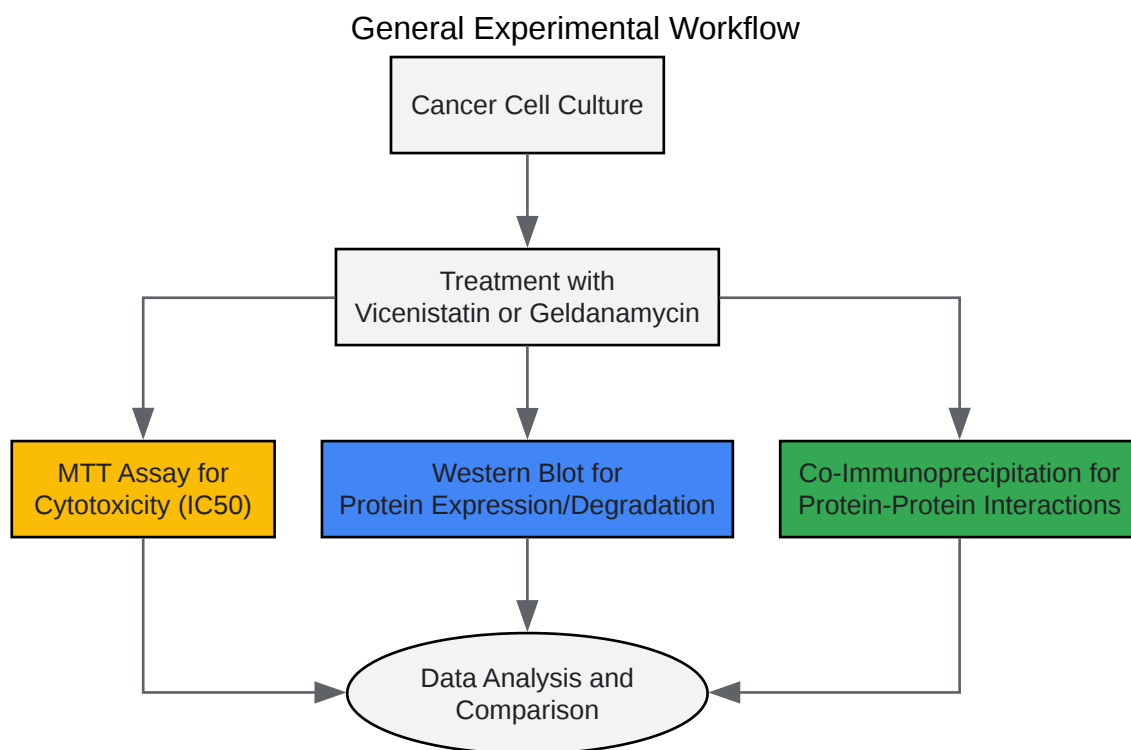 General Experimental Workflow
Cancer Cell Culture
Treatment with
Vicenistatin or Geldanamycin
MTT Assay for
Cytotoxicity (IC50)
Western Blot for
Protein Expression/Degradation
Co-Immunoprecipitation for
Protein-Protein Interactions
Data Analysis and
Comparison